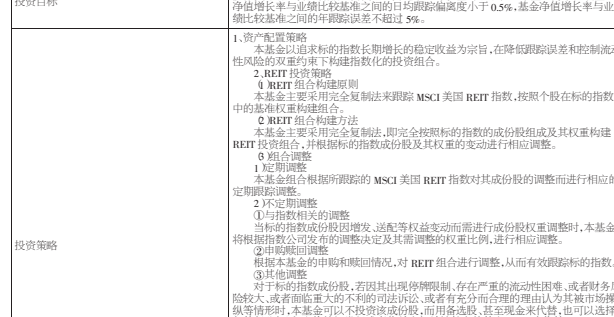 投资目标
净值增长率与业绩比较基准之间的日均跟踪偏离度小于 0.5%,基金净值增长率与业
绩比较基准之间的年跟踪误差不超过 5%。
投资策略
1、资产配置策略
本基金以追求标的指数长期增长的稳定收益为宗旨,在降低跟踪误差和控制流动
性风险的双重约束下构建指数化的投资组合。
2、REIT 投资策略
(1)REIT 组合构建原则
本基金主要采用完全复制法来跟踪 MSCI 美国 REIT 指数,按照个股在标的指数
中的基准权重构建组合。
(2)REIT 组合构建方法
本基金主要采用完全复制法,即完全按照标的指数的成份股组成及其权重构建
REIT 投资组合,并根据标的指数成份股及其权重的变动进行相应调整。
(3)组合调整
1)定期调整
本基金组合根据所跟踪的 MSCI 美国 REIT 指数对其成份股的调整而进行相应的
定期跟踪调整。
2)不定期调整
①与指数相关的调整
当标的指数成份股因增发、送配等权益变动而需进行成份股权重调整时,本基金
将根据指数公司发布的调整决定及其需调整的权重比例,进行相应调整。
②申购赎回调整
根据本基金的申购和赎回情况,对 REIT 组合进行调整,从而有效跟踪标的指数。
③其他调整
对于标的指数成份股,若因其出现停牌限制、存在严重的流动性困难、或者财务风
险较大、或者面临重大的不利的司法诉讼、或者有充分而合理的理由认为其被市场操
纵等情形时,本基金可以不投资该成份股,而用备选股、甚至现金来代替,也可以选择